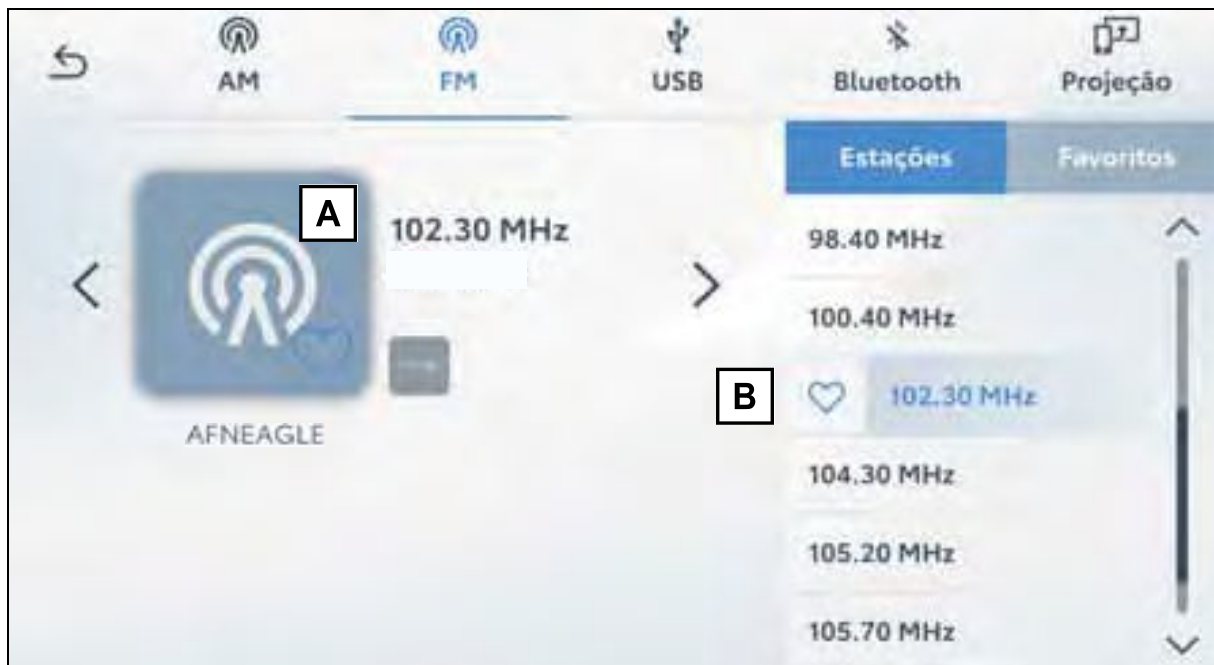 AM
FM
USB
Bluetooth
Projeção
Estações
Favoritos
A
102.30 MHz
AFNEAGLE
98.40 MHz
100.40 MHz
B
102.30 MHz
104.30 MHz
105.20 MHz
105.70 MHz